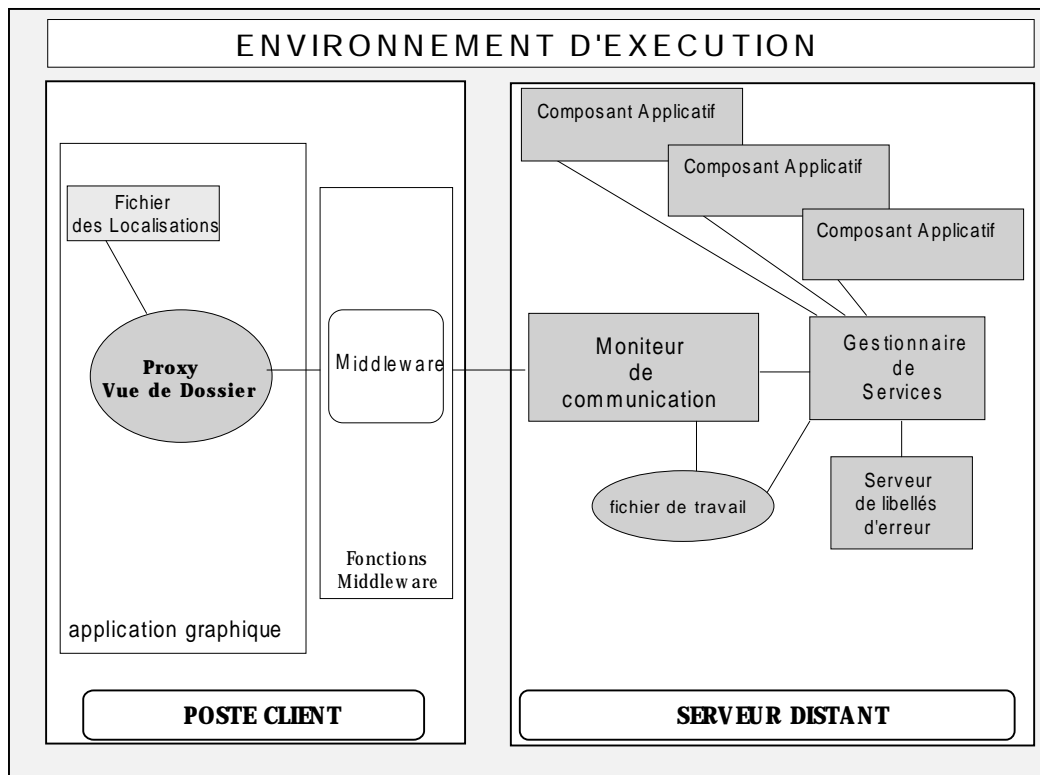 ENVIRONNEMENT D'EXECUTION
Fichier
des Localisations
Proxy
Vue de Dossier
application graphique
Middleware
Fonctions
Middleware
POSTE CLIENT
Composant Applicatif
Composant Applicatif
Composant Applicatif
Moniteur
de
communication
Gestionnaire
de
Services
fichier de travail
Serveur
de libellés
d'erreur
SERVEUR DISTANT